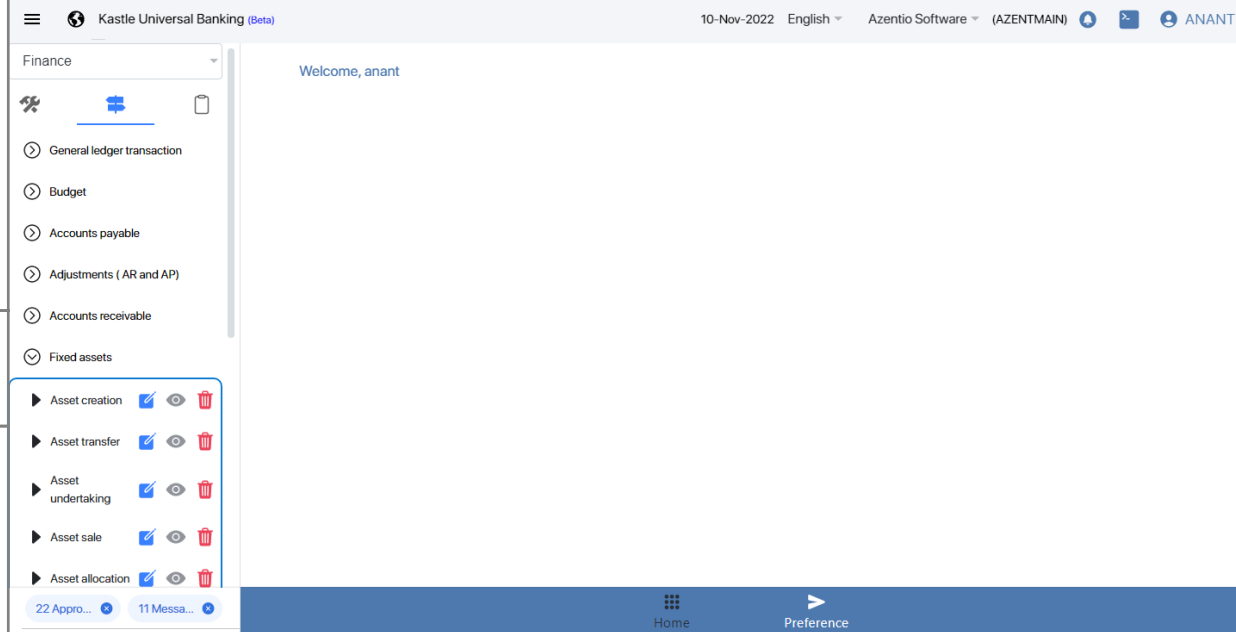 Kastle Universal Banking (Beta)
10-Nov-2022 English Azentio Software (AZENTMAIN) ANANT
Finance
Welcome, anant
General ledger transaction
Budget
Accounts payable
Adjustments ( AR and AP)
Accounts receivable
Fixed assets
Asset creation
Asset transfer
Asset
undertaking
Asset sale
Asset allocation
22 Appro... 11 Messa...
Home Preference